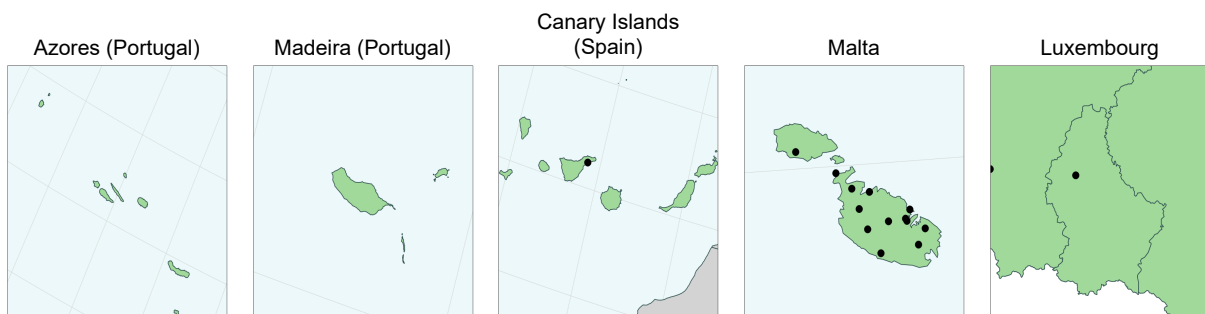 Azores (Portugal)
Madeira (Portugal)
Canary Islands
(Spain)
Malta
Luxembourg